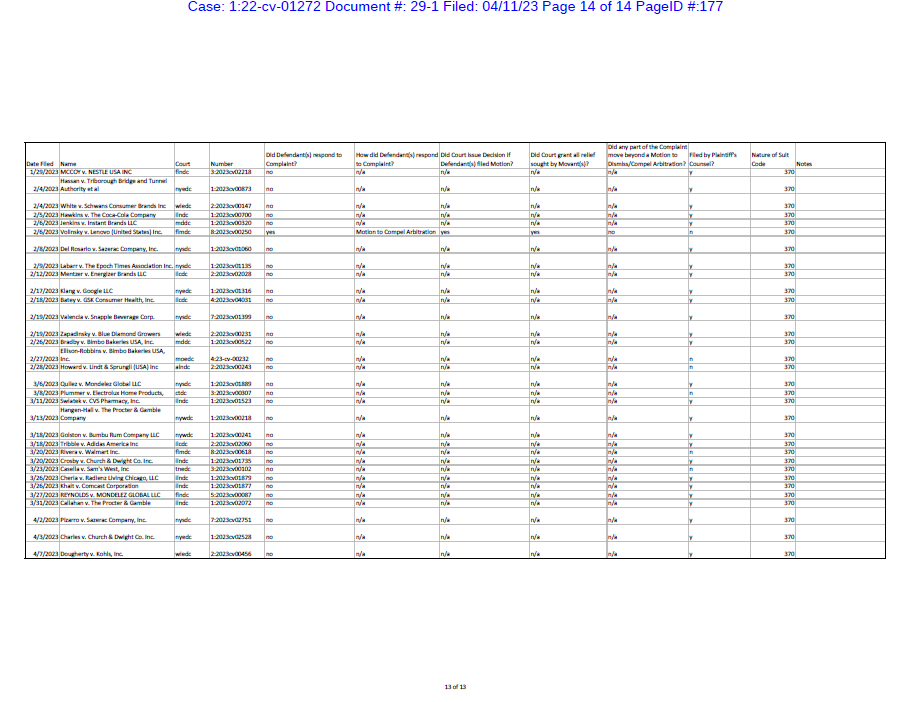 Case: 1:22-cv-01272 Document #: 29-1 Filed: 04/11/23 Page 14 of 14 PageID #:177
Date Filed Name Court Number Did Defendant(s) respond to Complaint? How did Defendant(s) respond to Complaint? Did Court Issue Decision if Defendant(s) filed Motion? Did Court grant all relief sought by Movant(s)? Did any part of the Complaint move beyond a Motion to Dismiss/Compel Arbitration? Filed by Plaintiff's Counsel? Nature of Suit Code Notes
1/29/2023 MCCOY v. NESTLE USA INC flndc 3:2023cv02218 no n/a n/a n/a n/a y 370
2/4/2023 Hassan v. Triborough Bridge and Tunnel Authority et al nyedc 1:2023cv00873 no n/a n/a n/a n/a y 370
2/4/2023 White v. Schwans Consumer Brands Inc wiedc 2:2023cv00147 no n/a n/a n/a n/a y 370
2/5/2023 Hawkins v. The Coca-Cola Company ilndc 1:2023cv00700 no n/a n/a n/a n/a y 370
2/6/2023 Jenkins v. Instant Brands LLC mddc 1:2023cv00320 no n/a n/a n/a n/a y 370
2/6/2023 Volinsky v. Lenovo (United States) Inc. flmdc 8:2023cv00250 yes Motion to Compel Arbitration yes yes no n 370
2/8/2023 Del Rosario v. Sazerac Company, Inc. nysdc 1:2023cv01060 no n/a n/a n/a n/a y 370
2/9/2023 Labarr v. The Epoch Times Association Inc. nysdc 1:2023cv01135 no n/a n/a n/a n/a y 370
2/12/2023 Mentzer v. Energizer Brands LLC ilcdc 2:2023cv02028 no n/a n/a n/a n/a y 370
2/17/2023 Klang v. Google LLC nyedc 1:2023cv01316 no n/a n/a n/a n/a y 370
2/18/2023 Batey v. GSK Consumer Health, Inc. ilcdc 4:2023cv04031 no n/a n/a n/a n/a y 370
2/19/2023 Valencia v. Snapple Beverage Corp. nysdc 7:2023cv01399 no n/a n/a n/a n/a y 370
2/19/2023 Zapadinsky v. Blue Diamond Growers wiedc 2:2023cv00231 no n/a n/a n/a n/a y 370
2/26/2023 Bradby v. Bimbo Bakeries USA, Inc. mddc 1:2023cv00522 no n/a n/a n/a n/a y 370
2/27/2023 Ellison-Robbins v. Bimbo Bakeries USA, Inc. moedc 4:23-cv-00232 no n/a n/a n/a n/a n 370
2/28/2023 Howard v. Lindt & Sprungli (USA) Inc alndc 2:2023cv00243 no n/a n/a n/a n/a n 370
3/6/2023 Quilez v. Mondelez Global LLC nysdc 1:2023cv01889 no n/a n/a n/a n/a y 370
3/8/2023 Plummer v. Electrolux Home Products, ctdc 3:2023cv00307 no n/a n/a n/a n/a n 370
3/11/2023 Swiatek v. CVS Pharmacy, Inc. ilndc 1:2023cv01523 no n/a n/a n/a n/a y 370
3/13/2023 Hangen-Hall v. The Procter & Gamble Company nywdc 1:2023cv00218 no n/a n/a n/a n/a y 370
3/18/2023 Golston v. Bumbu Rum Company LLC nywdc 1:2023cv00241 no n/a n/a n/a n/a y 370
3/18/2023 Tribble v. Adidas America Inc ilcdc 2:2023cv02060 no n/a n/a n/a n/a y 370
3/20/2023 Rivera v. Walmart Inc. flmdc 8:2023cv00618 no n/a n/a n/a n/a n 370
3/20/2023 Crosby v. Church & Dwight Co. Inc. ilndc 1:2023cv01735 no n/a n/a n/a n/a y 370
3/23/2023 Casella v. Sam's West, Inc tnedc 3:2023cv00102 no n/a n/a n/a n/a n 370
3/26/2023 Cheria v. Radienz Living Chicago, LLC ilndc 1:2023cv01879 no n/a n/a n/a n/a y 370
3/26/2023 Khait v. Comcast Corporation ilndc 1:2023cv01877 no n/a n/a n/a n/a y 370
3/27/2023 REYNOLDS v. MONDELEZ GLOBAL LLC flndc 5:2023cv00087 no n/a n/a n/a n/a y 370
3/31/2023 Callahan v. The Procter & Gamble ilndc 1:2023cv02072 no n/a n/a n/a n/a y 370
4/2/2023 Pizarro v. Sazerac Company, Inc. nysdc 7:2023cv02751 no n/a n/a n/a n/a y 370
4/3/2023 Charles v. Church & Dwight Co. Inc. nyedc 1:2023cv02528 no n/a n/a n/a n/a y 370
4/7/2023 Dougherty v. Kohls, Inc. wiedc 2:2023cv00456 no n/a n/a n/a n/a y 370
13 of 13